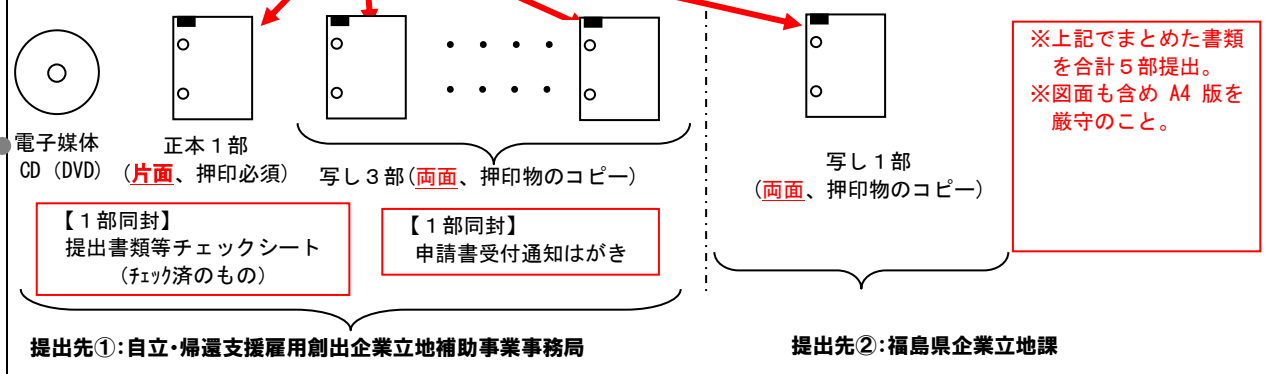 電子媒体
CD（DVD）
正本１部
（片面、押印必須）
写し３部(両面、押印物のコピー)
【１部同封】
提出書類等チェックシート
(ﾁｪｯｸ済のもの)
【１部同封】
申請書受付通知はがき
提出先①：自立・帰還支援雇用創出企業立地補助事業事務局
写し１部
(両面、押印物のコピー)
提出先②：福島県企業立地課
※上記でまとめた書類
を合計５部提出。
※図面も含め A4 版を
厳守のこと。